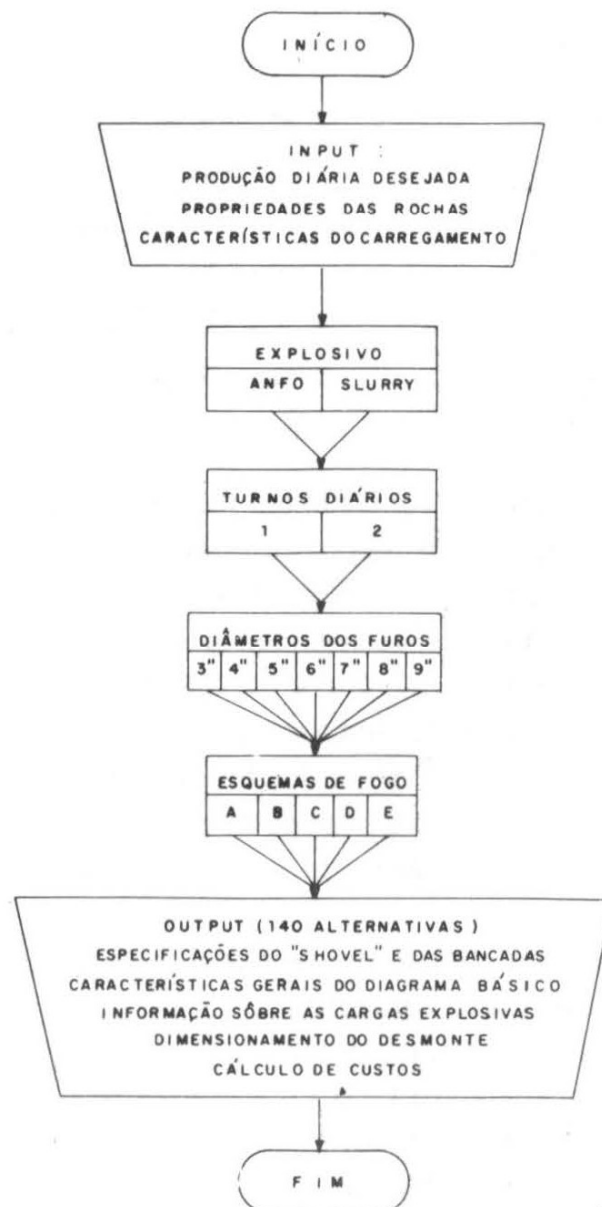 INÍCIO
INPUT :
PRODUÇÃO DIÁRIA DESEJADA
PROPRIEDADES DAS ROCHAS
CARACTERÍSTICAS DO CARREGAMENTO
EXPLOSIVO
ANFO SLURRY
TURNOS DIÁRIOS
1 2
DIÂMETROS DOS FUROS
3" 4" 5" 6" 7" 8" 9"
ESQUEMAS DE FOGO
A B C D E
OUTPUT (140 ALTERNATIVAS)
ESPECIFICAÇÕES DO "SHOVEL" E DAS BANCADAS
CARACTERÍSTICAS GERAIS DO DIAGRAMA BÁSICO
INFORMAÇÃO SÔBRE AS CARGAS EXPLOSIVAS
DIMENSIONAMENTO DO DESMONTE
CÁLCULO DE CUSTOS
FIM